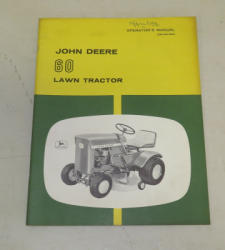 OPERATOR'S MANUAL
JOHN DEERE
60
LAWN TRACTOR